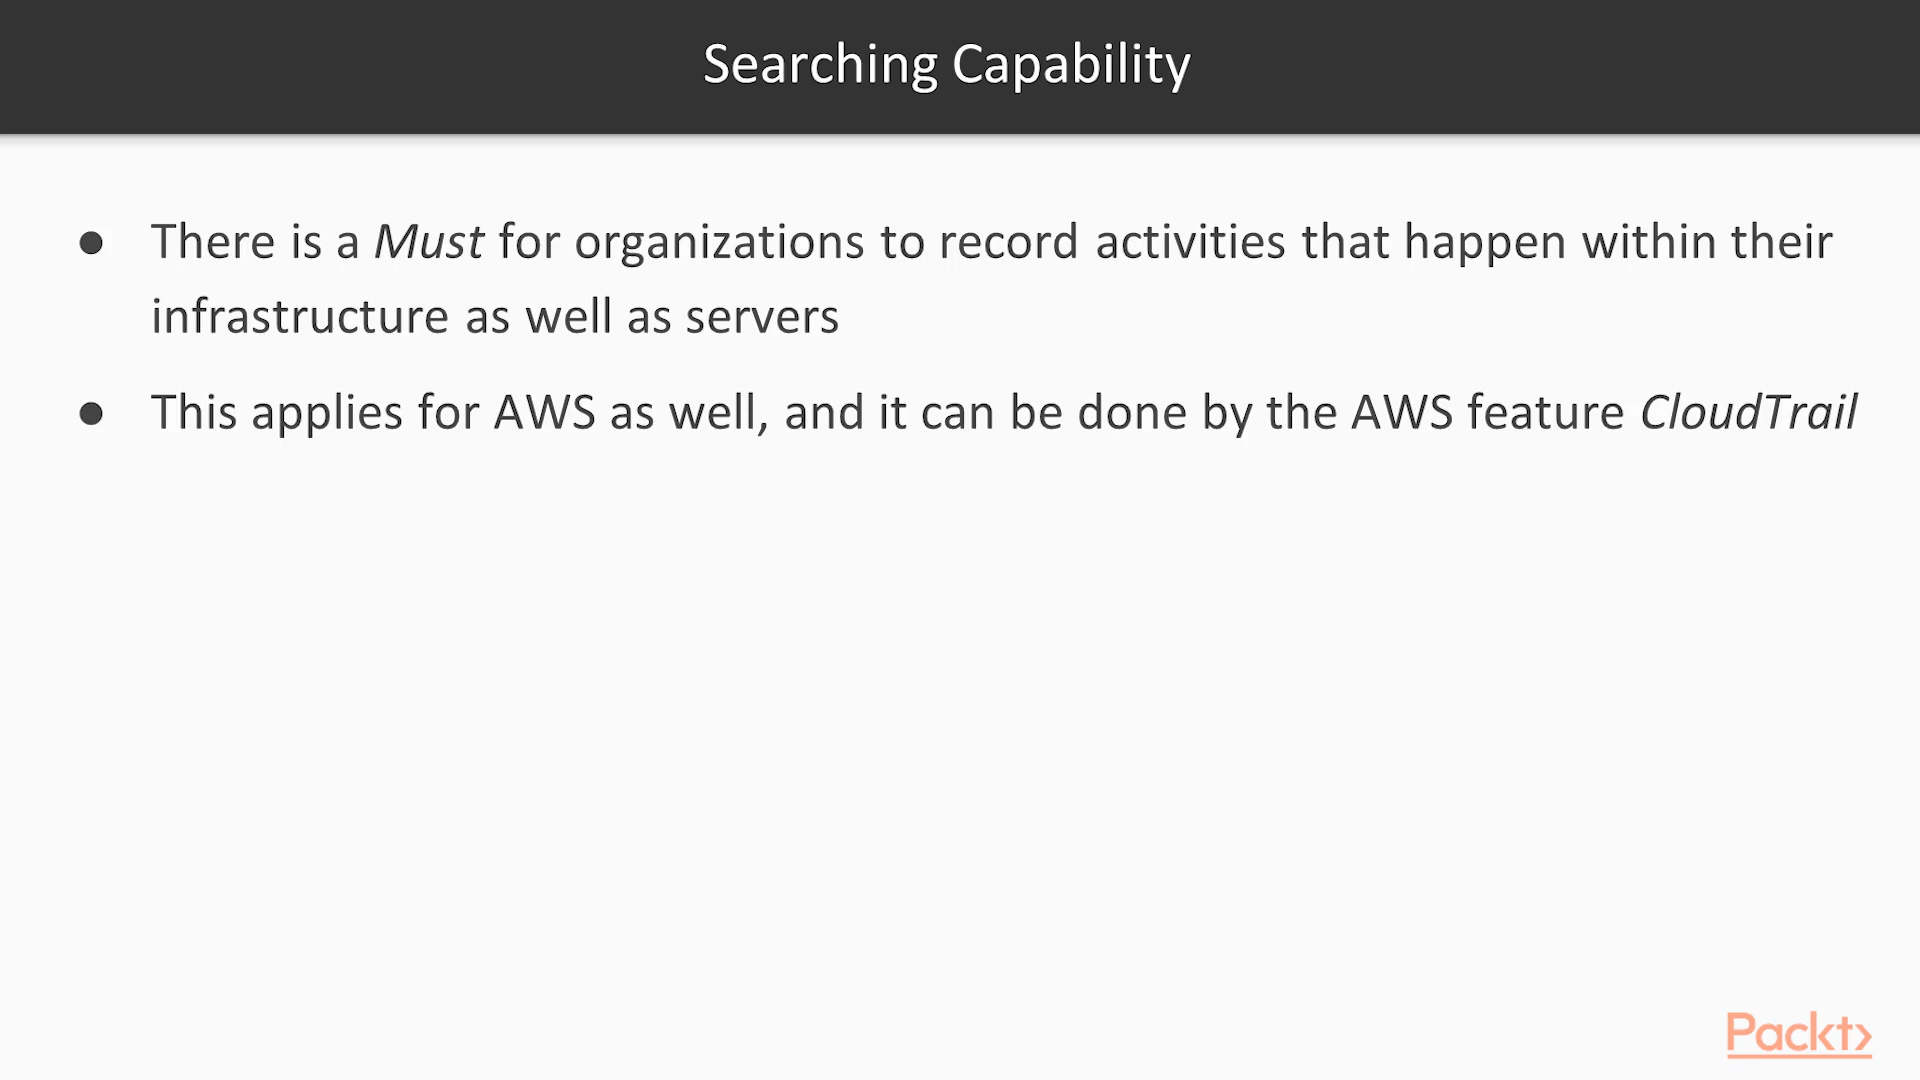 Searching Capability
● There is a Must for organizations to record activities that happen within their
infrastructure as well as servers
● This applies for AWS as well, and it can be done by the AWS feature CloudTrail
Packt>